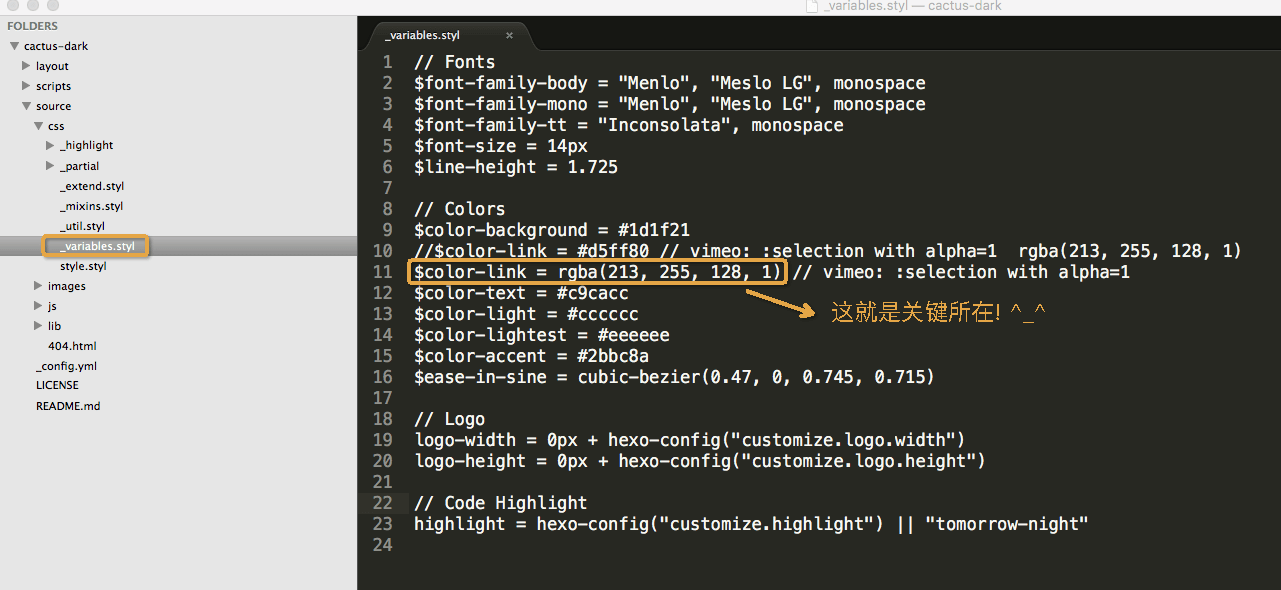 _variables.styl — cactus-dark
FOLDERS
cactus-dark
layout
scripts
source
css
_highlight
_partial
_extend.styl
_mixins.styl
_util.styl
_variables.styl
style.styl
images
js
lib
404.html
_config.yml
LICENSE
README.md
_variables.styl ×
1 // Fonts
2 $font-family-body = "Menlo", "Meslo LG", monospace
3 $font-family-mono = "Menlo", "Meslo LG", monospace
4 $font-family-tt = "Inconsolata", monospace
5 $font-size = 14px
6 $line-height = 1.725
7
8 // Colors
9 $color-background = #1d1f21
10 //$color-link = #d5ff80 // vimeo: :selection with alpha=1  rgba(213, 255, 128, 1)
11 $color-link = rgba(213, 255, 128, 1) // vimeo: :selection with alpha=1
12 $color-text = #c9cacc
这就是关键所在! ^_^
13 $color-light = #cccccc
14 $color-lightest = #eeeeee
15 $color-accent = #2bbc8a
16 $ease-in-sine = cubic-bezier(0.47, 0, 0.745, 0.715)
17
18 // Logo
19 logo-width = 0px + hexo-config("customize.logo.width")
20 logo-height = 0px + hexo-config("customize.logo.height")
21
22 // Code Highlight
23 highlight = hexo-config("customize.highlight") || "tomorrow-night"
24